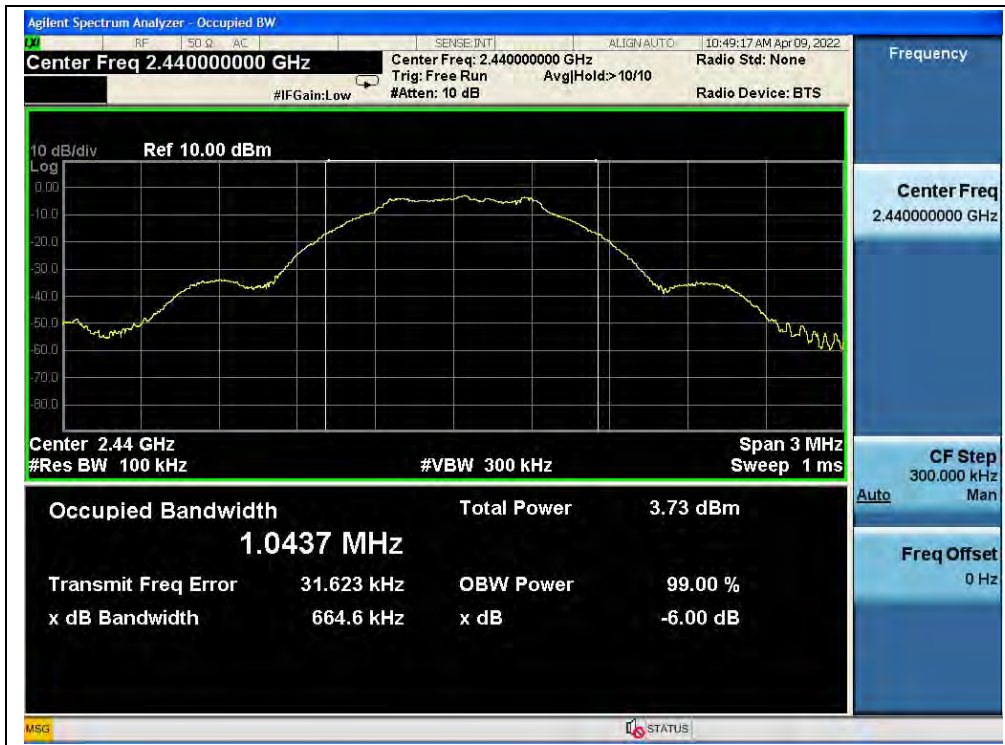 Agilent Spectrum Analyzer - Occupied BW
LXI RF 50 Ω AC SENSE:INT ALIGN AUTO 10:49:17 AM Apr 09, 2022
Center Freq 2.440000000 GHz
Center Freq: 2.440000000 GHz Radio Std: None
Trig: Free Run Avg|Hold:>10/10
#IFGain:Low #Atten: 10 dB Radio Device: BTS
10 dB/div Ref 10.00 dBm
Log
0.00
-10.0
-20.0
-30.0
-40.0
-50.0
-60.0
-70.0
-80.0
Center 2.44 GHz Span 3 MHz
#Res BW 100 kHz #VBW 300 kHz Sweep 1 ms
Occupied Bandwidth Total Power 3.73 dBm
1.0437 MHz
Transmit Freq Error 31.623 kHz OBW Power 99.00 %
x dB Bandwidth 664.6 kHz x dB -6.00 dB
Frequency
Center Freq
2.440000000 GHz
CF Step
300.000 kHz
Auto Man
Freq Offset
0 Hz
MSG STATUS